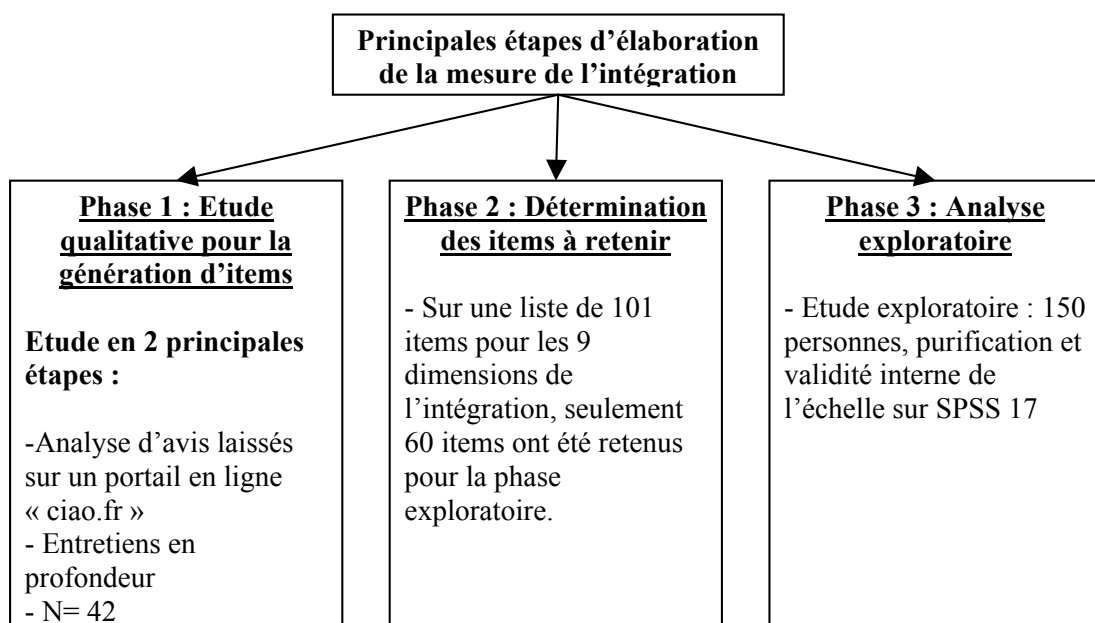 Principales étapes d’élaboration
de la mesure de l’intégration
Phase 1 : Etude
qualitative pour la
génération d’items
Etude en 2 principales
étapes :
-Analyse d’avis laissés
sur un portail en ligne
« ciao.fr »
- Entretiens en
profondeur
- N= 42
Phase 2 : Détermination
des items à retenir
- Sur une liste de 101
items pour les 9
dimensions de
l’intégration, seulement
60 items ont été retenus
pour la phase
exploratoire.
Phase 3 : Analyse
exploratoire
- Etude exploratoire : 150
personnes, purification et
validité interne de
l’échelle sur SPSS 17